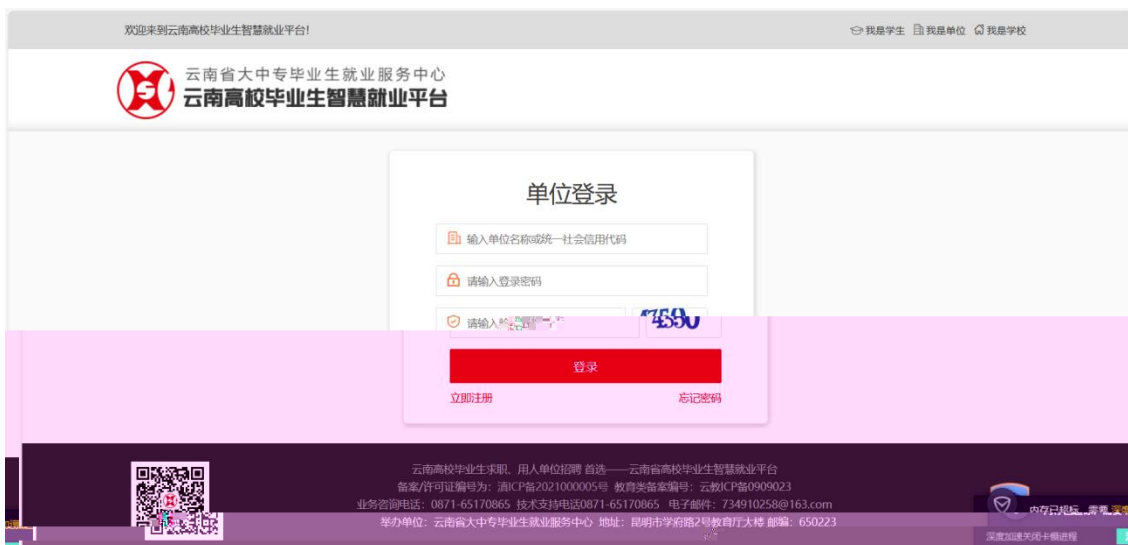 欢迎来到云南高校毕业生智慧就业平台!
我是学生 我是单位 我是学校
云南省大中专毕业生就业服务中心
云南高校毕业生智慧就业平台
单位登录
输入单位名称或统一社会信用代码
请输入登录密码
请输入
登录
立即注册 忘记密码
云南高校毕业生求职、用人单位招聘 首选——云南省高校毕业生智慧就业平台
备案/许可证编号为：滇ICP备2021000005号 教育类备案编号：云教ICP备0909023
业务咨询电话：0871-65170865 技术支持电话0871-65170865 电子邮件：734910258@163.com
举办单位：云南省大中专毕业生就业服务中心 地址：昆明市学府路2号教育厅大楼 邮编：650223
内存已超标，需要
深度加速关闭卡慢进程